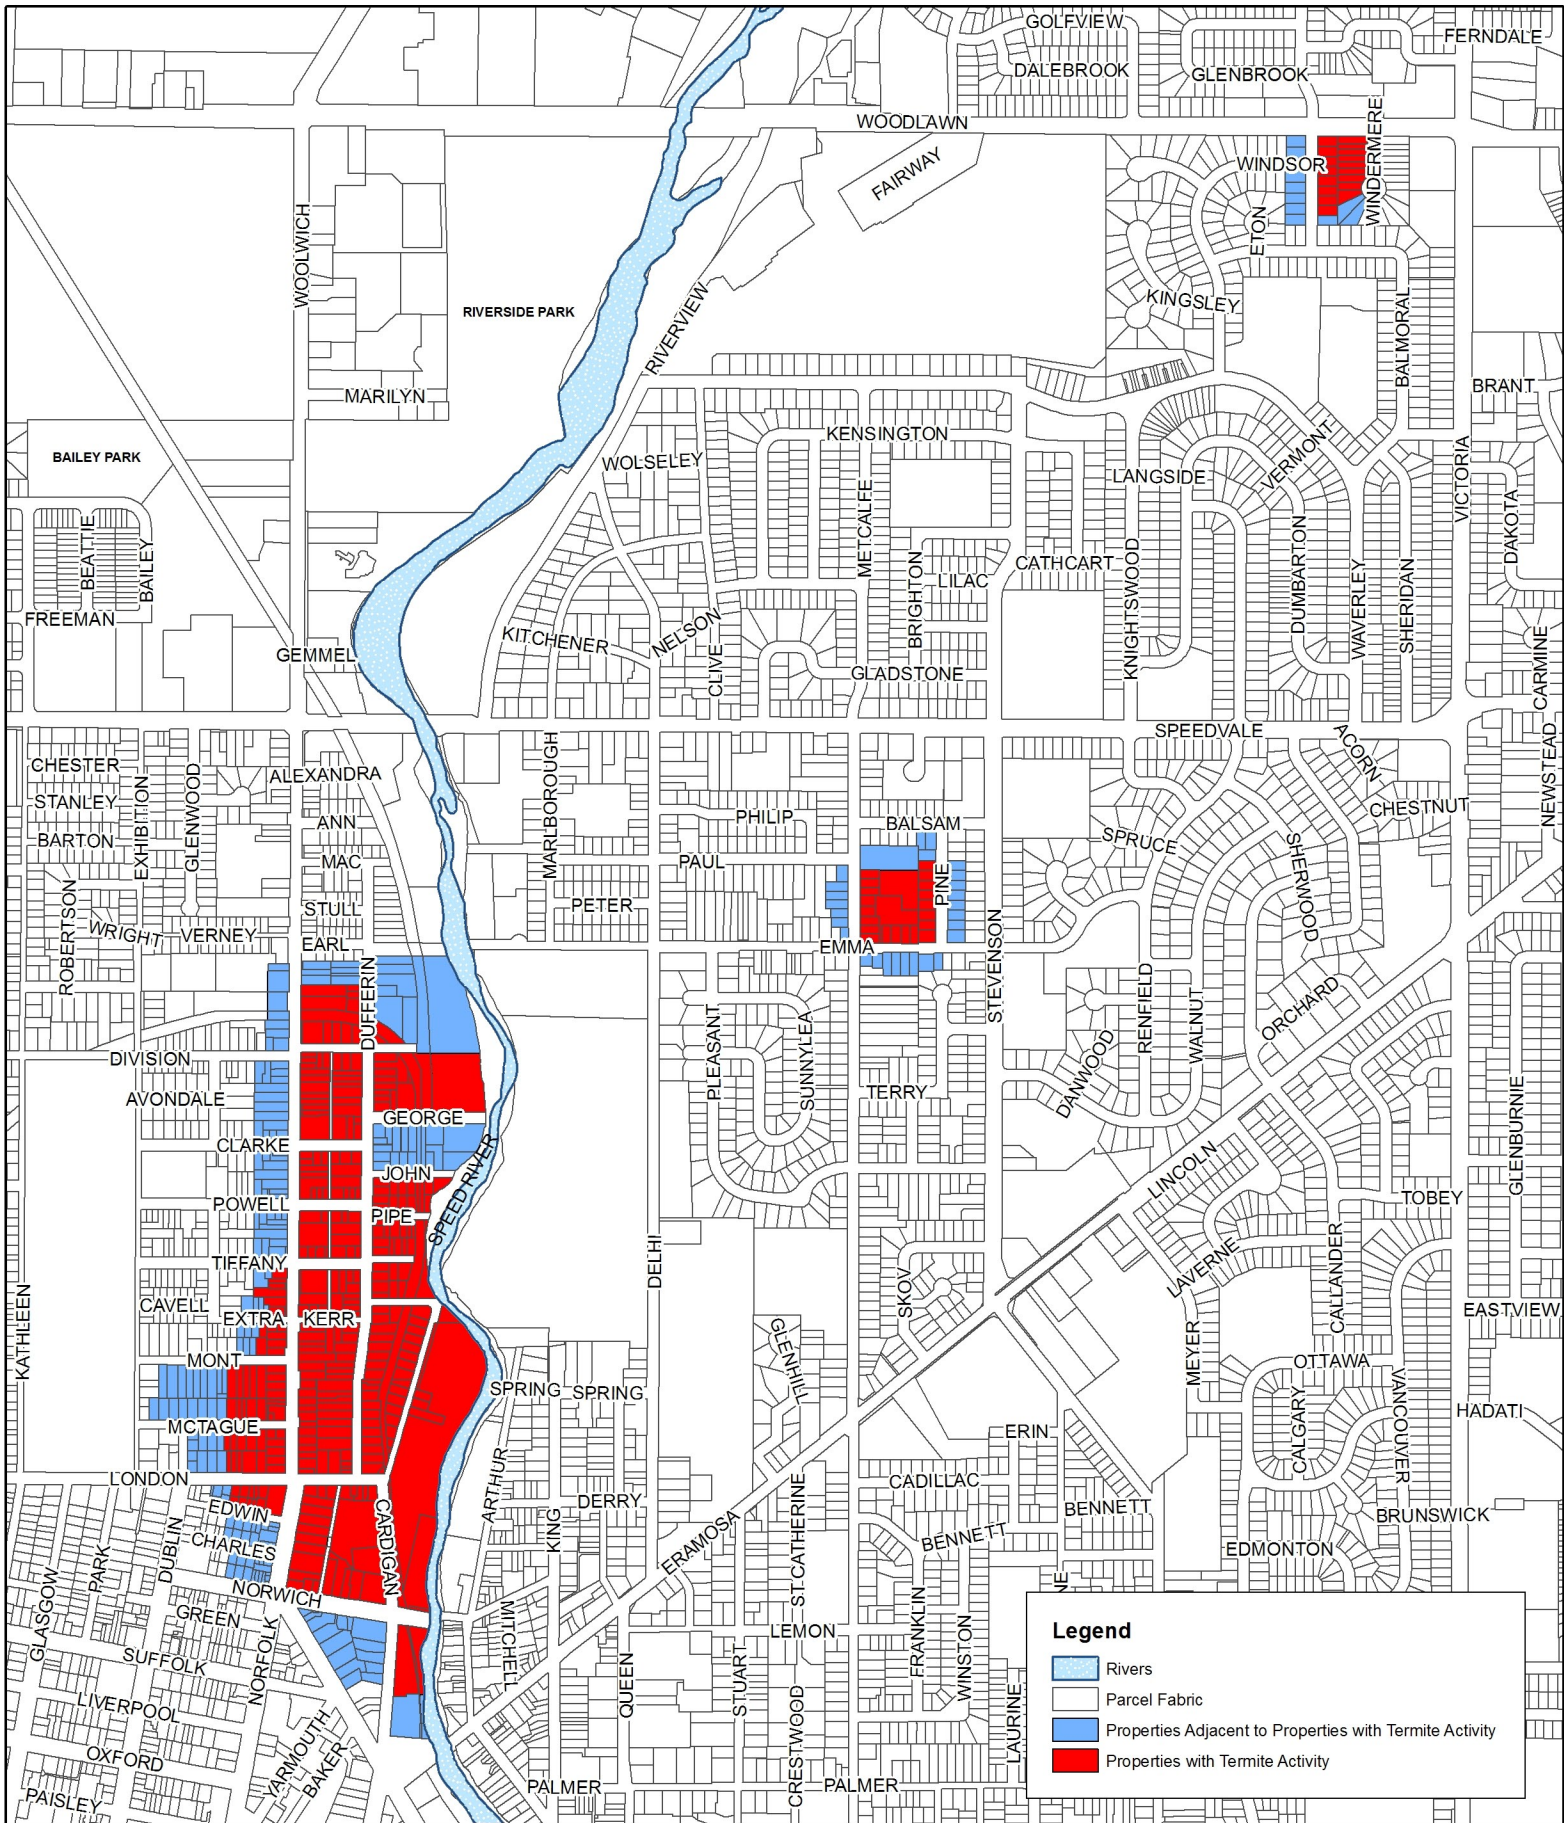 GOLFVIEW
FERNDALE
DALEBROOK
GLENBROOK
WOODLAWN
WINDERMERE
WINDSOR
FAIRWAY
ETON
WOOLWICH
KINGSLEY
RIVERSIDE PARK
RIVERVIEW
BALMORAL
BRANT
MARILYN
KENSINGTON
BAILEY PARK
WOLSELEY
VERMONT
LANGSIDE
VICTORIA
METCALFE
DAKOTA
BEATTIE
BAILEY
CATHCART
DUMBARTON
LILAC
BRIGHTON
KNIGHTSWOOD
WAVERLEY
SHERIDAN
FREEMAN
KITCHENER
NELSON
GEMMEL
CLIVE
GLADSTONE
CARMINE
SPEEDVALE
ACORN
CHESTER
ALEXANDRA
MARLBOROUGH
NEWSTEAD
STANLEY
EXHIBITION
GLENWOOD
CHESTNUT
PHILIP
ANN
BALSAM
BARTON
SPRUCE
MAC
PAUL
SHERWOOD
PINE
STULL
PETER
ROBERTSON
WRIGHT
VERNEY
EARL
EMMA
STEVENSON
DUFFERIN
RENFIELD
WALNUT
ORCHARD
PLEASANT
SUNNYLEA
DIVISION
DANWOOD
AVONDALE
TERRY
GEORGE
GLENBURNE
CLARKE
JOHN
LINCOLN
SPEED RIVER
POWELL
PIPE
TOBEY
TIFFANY
DELHI
LAVERNE
CALLANDER
SKOV
KATHLEEN
CAVELL
EXTRA
KERR
EASTVIEW
GLENHILL
MEYER
MONT
OTTAWA
SPRING
SPRING
VANCOUVER
CALGARY
HADATI
MCTAGUE
ERIN
ARTHUR
LONDON
CADILLAC
ST.CATHERINE
DERRY
EDWIN
CARDIGAN
KING
BENNETT
BRUNSWICK
ERAMOSA
BENNETT
DUBLIN
CHARLES
EDMONTON
PARK
GLASGOW
NORWICH
NE
GREEN
MITCHELL
FRANKLIN
WINSTON
LEMON
NORFOLK
SUFFOLK
QUEEN
STUART
LIVERPOOL
LAURINE
CRESTWOOD
YARMOUTH
BAKER
OXFORD
PALMER
PALMER
PAISLEY
Legend
Rivers
Parcel Fabric
Properties Adjacent to Properties with Termite Activity
Properties with Termite Activity